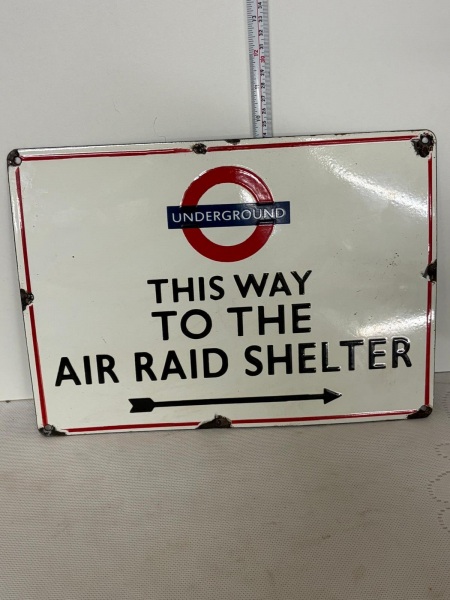 UNDERGROUND
THIS WAY
TO THE
AIR RAID SHELTER